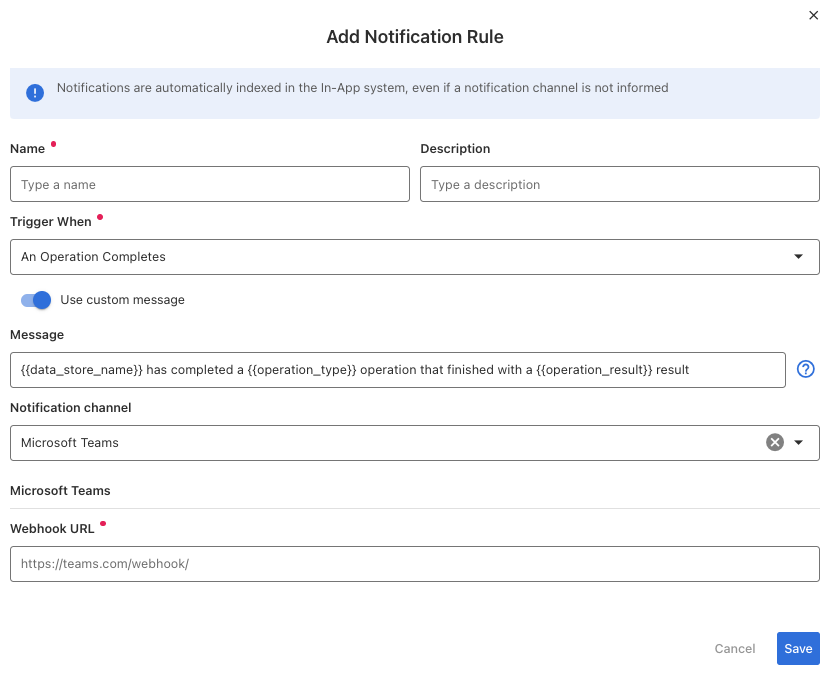 Add Notification Rule
Notifications are automatically indexed in the In-App system, even if a notification channel is not informed
Name
Description
Type a name
Type a description
Trigger When
An Operation Completes
Use custom message
Message
{{data_store_name}} has completed a {{operation_type}} operation that finished with a {{operation_result}} result
Notification channel
Microsoft Teams
Microsoft Teams
Webhook URL
https://teams.com/webhook/
Cancel
Save